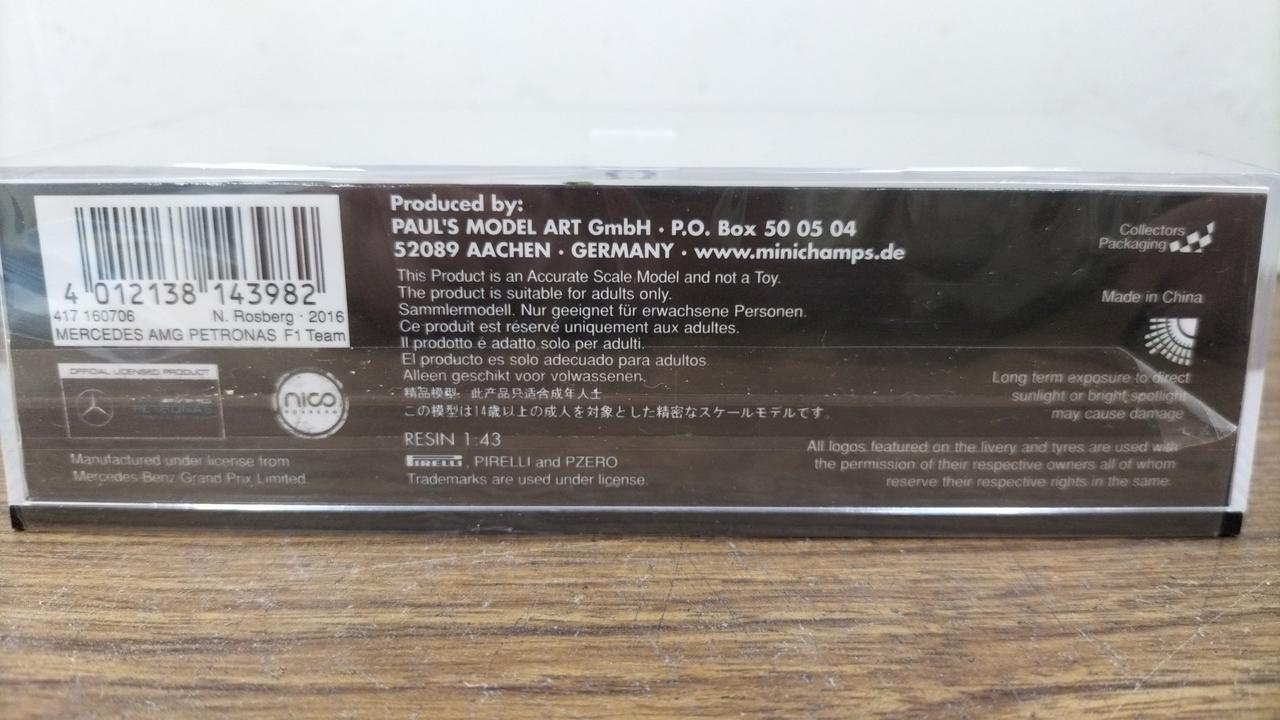 4 012138 143982
417 160706 N. Rosberg · 2016
MERCEDES AMG PETRONAS F1 Team
OFFICIAL LICENSED PRODUCT
PETRONAS
nico
ROSBERG
Manufactured under license from
Mercedes-Benz Grand Prix Limited
Produced by:
PAUL'S MODEL ART GmbH · P.O. Box 50 05 04
52089 AACHEN · GERMANY · www.minichamps.de
This Product is an Accurate Scale Model and not a Toy.
The product is suitable for adults only.
Sammlermodell. Nur geeignet für erwachsene Personen.
Ce produit est réservé uniquement aux adultes.
Il prodotto é adatto solo per adulti.
El producto es solo adecuado para adultos.
Alleen geschikt voor volwassenen.
精品模型· 此产品只适合成年人士
この模型は14歳以上の成人を対象とした精密なスケールモデルです。
RESIN 1:43
PIRELLI, PIRELLI and PZERO
Trademarks are used under license.
Collectors
Packaging
Made in China
Long term exposure to direct
sunlight or bright spotlight
may cause damage
All logos featured on the livery and tyres are used with
the permission of their respective owners all of whom
reserve their respective rights in the same.